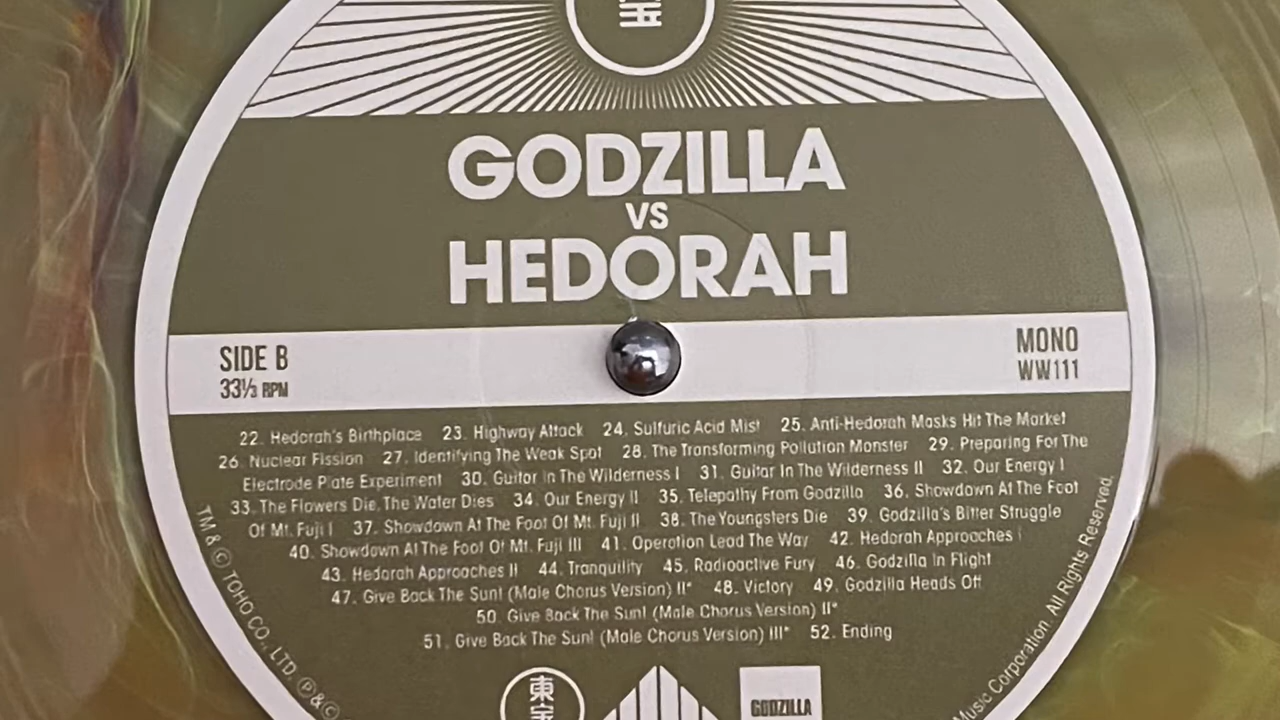 宝
GODZILLA
VS
HEDORAH
SIDE B
33⅓ RPM
MONO
WW111
22. Hedorah's Birthplace 23. Highway Attack 24. Sulfuric Acid Mist 25. Anti-Hedorah Masks Hit The Market
26. Nuclear Fission 27. Identifying The Weak Spot 28. The Transforming Pollution Monster 29. Preparing For The
Electrode Plate Experiment 30. Guitar In The Wilderness I 31. Guitar In The Wilderness II 32. Our Energy I
33. The Flowers Die, The Water Dies 34. Our Energy II 35. Telepathy From Godzilla 36. Showdown At The Foot
Of Mt. Fuji I 37. Showdown At The Foot Of Mt. Fuji II 38. The Youngsters Die 39. Godzilla's Bitter Struggle
40. Showdown At The Foot Of Mt. Fuji III 41. Operation Lead The Way 42. Hedorah Approaches I
43. Hedorah Approaches II 44. Tranquility 45. Radioactive Fury 46. Godzilla In Flight
47. Give Back The Sun! (Male Chorus Version) II* 48. Victory 49. Godzilla Heads Off
50. Give Back The Sun! (Male Chorus Version) II*
51. Give Back The Sun! (Male Chorus Version) III* 52. Ending
TM & © TOHO CO., LTD. ℗ & ©
Music Corporation. All Rights Reserved.
東宝
GODZILLA